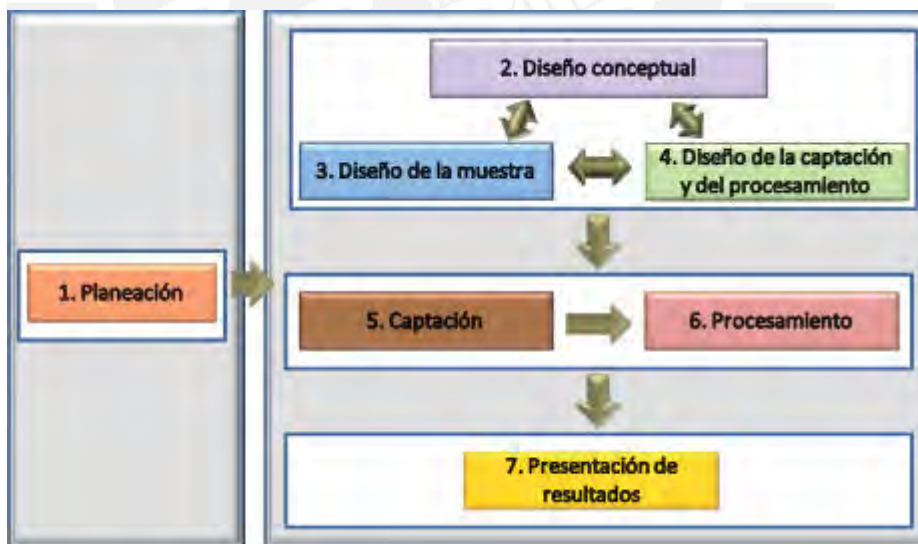 2. Diseño conceptual
3. Diseño de la muestra
4. Diseño de la captación
y del procesamiento
1. Planeación
5. Captación
6. Procesamiento
7. Presentación de
resultados